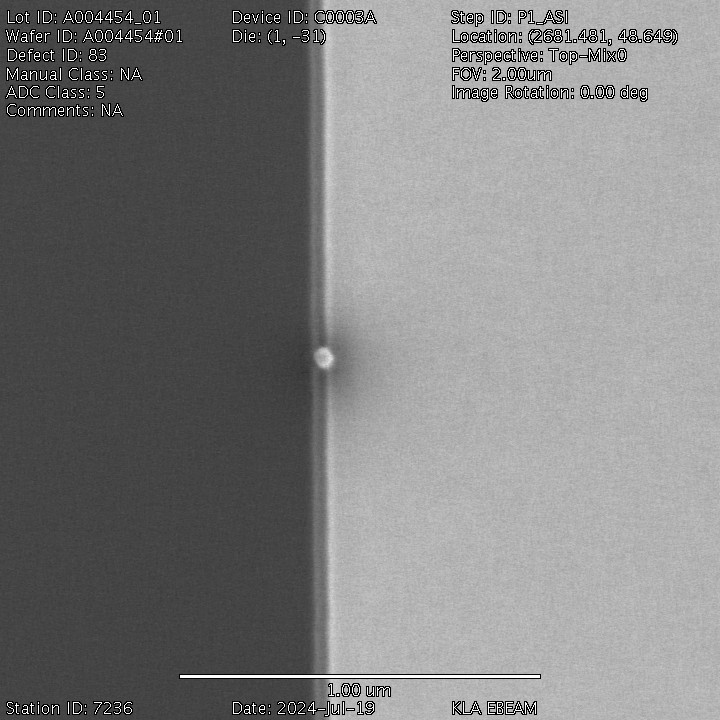 Lot ID: A004454_01 Device ID: C0003A Step ID: P1_ASI
Wafer ID: A004454#01 Die: (1, -31) Location: (2681.481, 48.649)
Defect ID: 83 Perspective: Top-Mix0
Manual Class: NA FOV: 2.00um
ADC Class: 5 Image Rotation: 0.00 deg
Comments: NA
1.00 um
Station ID: 7236 Date: 2024-Jul-19 KLA EBEAM